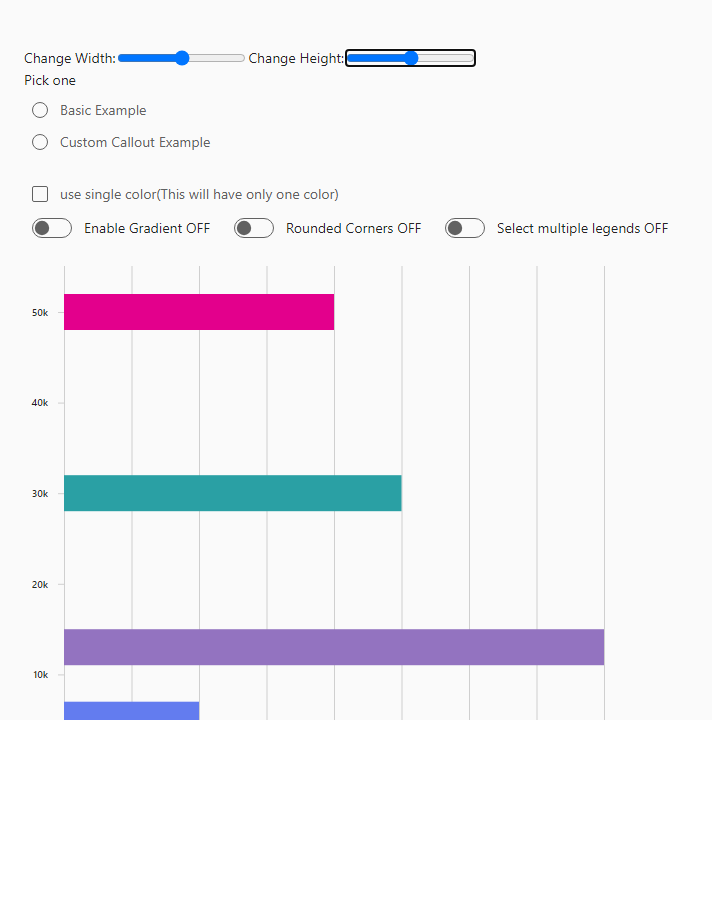 Change Width: Change Height:
Pick one
Basic Example
Custom Callout Example
use single color(This will have only one color)
Enable Gradient OFF Rounded Corners OFF Select multiple legends OFF
50k
40k
30k
20k
10k